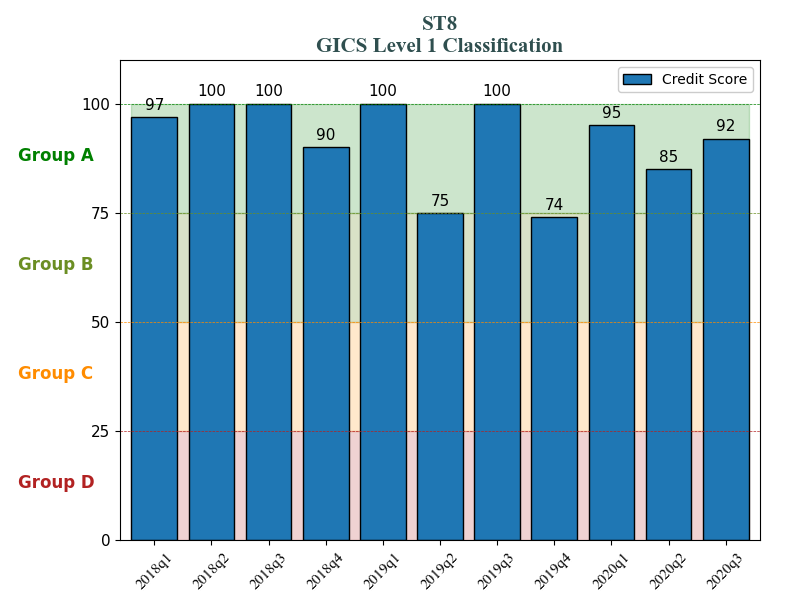 ST8
GICS Level 1 Classification
Credit Score
97
100
100
90
100
75
100
74
95
85
92
100
75
50
25
0
Group A
Group B
Group C
Group D
2018q1
2018q2
2018q3
2018q4
2019q1
2019q2
2019q3
2019q4
2020q1
2020q2
2020q3